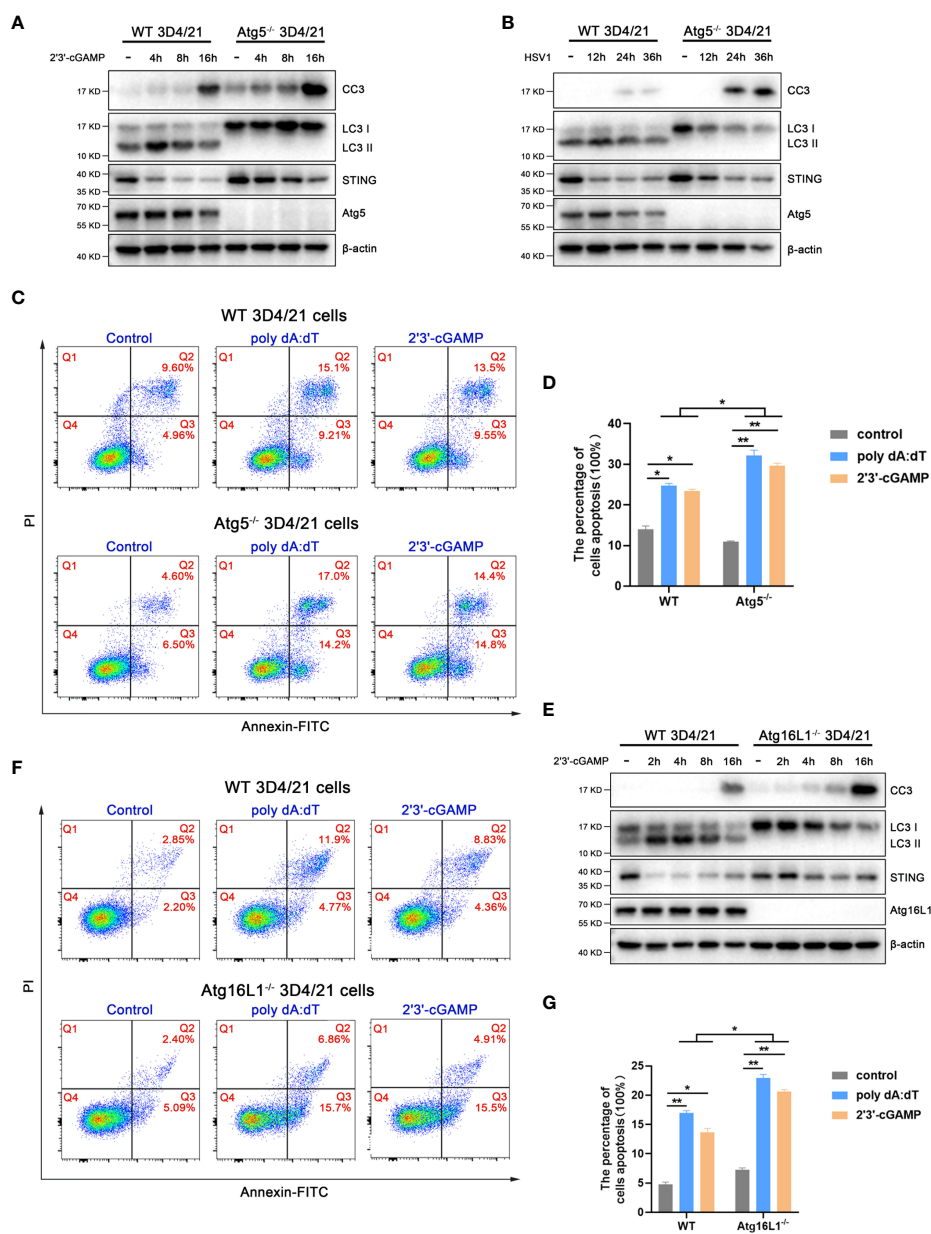 A
WT 3D4/21 Atg5-/- 3D4/21
2'3'-cGAMP - 4h 8h 16h - 4h 8h 16h
17 KD CC3
17 KD LC3 I
LC3 II
10 KD
40 KD STING
35 KD
70 KD Atg5
55 KD
β-actin
40 KD
B
WT 3D4/21 Atg5-/- 3D4/21
HSV1 - 12h 24h 36h - 12h 24h 36h
17 KD CC3
17 KD LC3 I
LC3 II
10 KD
40 KD STING
35 KD
70 KD Atg5
55 KD
β-actin
40 KD
C
WT 3D4/21 cells
Control poly dA:dT 2'3'-cGAMP
Q1 Q2 Q1 Q2 Q1 Q2
9.60% 15.1% 13.5%
Q4 Q3 Q4 Q3 Q4 Q3
4.96% 9.21% 9.55%
Atg5-/- 3D4/21 cells
Control poly dA:dT 2'3'-cGAMP
Q1 Q2 Q1 Q2 Q1 Q2
4.60% 17.0% 14.4%
Q4 Q3 Q4 Q3 Q4 Q3
6.50% 14.2% 14.8%
PI
Annexin-FITC
D
The percentage of
cells apoptosis (100%)
40
30
20
10
0
*
* *
** **
WT Atg5-/-
control
poly dA:dT
2'3'-cGAMP
E
WT 3D4/21 Atg16L1-/- 3D4/21
2'3'-cGAMP - 2h 4h 8h 16h - 2h 4h 8h 16h
17 KD CC3
17 KD LC3 I
LC3 II
10 KD
40 KD STING
35 KD
70 KD Atg16L1
55 KD
β-actin
40 KD
F
WT 3D4/21 cells
Control poly dA:dT 2'3'-cGAMP
Q1 Q2 Q1 Q2 Q1 Q2
2.85% 11.9% 8.83%
Q4 Q3 Q4 Q3 Q4 Q3
2.20% 4.77% 4.36%
Atg16L1-/- 3D4/21 cells
Control poly dA:dT 2'3'-cGAMP
Q1 Q2 Q1 Q2 Q1 Q2
2.40% 6.86% 4.91%
Q4 Q3 Q4 Q3 Q4 Q3
5.09% 15.7% 15.5%
PI
Annexin-FITC
G
The percentage of
cells apoptosis (100%)
25
20
15
10
5
0
*
** *
** **
WT Atg16L1-/-
control
poly dA:dT
2'3'-cGAMP